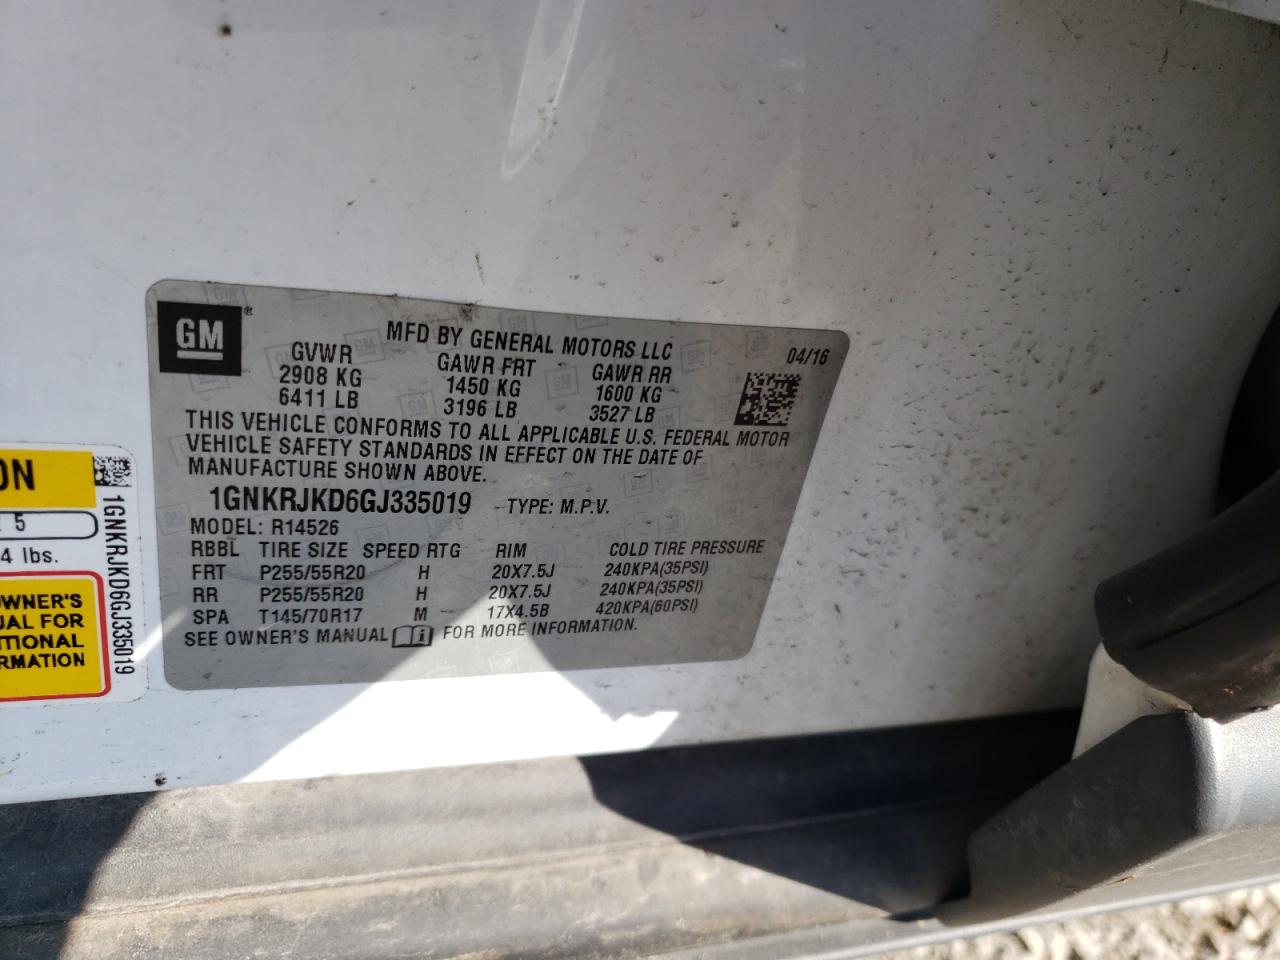 GM
MFD BY GENERAL MOTORS LLC
04/16
GVWR GAWR FRT GAWR RR
2908 KG 1450 KG 1600 KG
6411 LB 3196 LB 3527 LB
THIS VEHICLE CONFORMS TO ALL APPLICABLE U.S. FEDERAL MOTOR
VEHICLE SAFETY STANDARDS IN EFFECT ON THE DATE OF
MANUFACTURE SHOWN ABOVE.
1GNKRJKD6GJ335019 TYPE: M.P.V.
MODEL: R14526
RBBL TIRE SIZE SPEED RTG RIM COLD TIRE PRESSURE
FRT P255/55R20 H 20X7.5J 240KPA(35PSI)
RR P255/55R20 H 20X7.5J 240KPA(35PSI)
SPA T145/70R17 M 17X4.5B 420KPA(60PSI)
SEE OWNER'S MANUAL FOR MORE INFORMATION.
ON
5
4 lbs.
OWNER'S
UAL FOR
ITIONAL
RMATION
1GNKRJKD6GJ335019